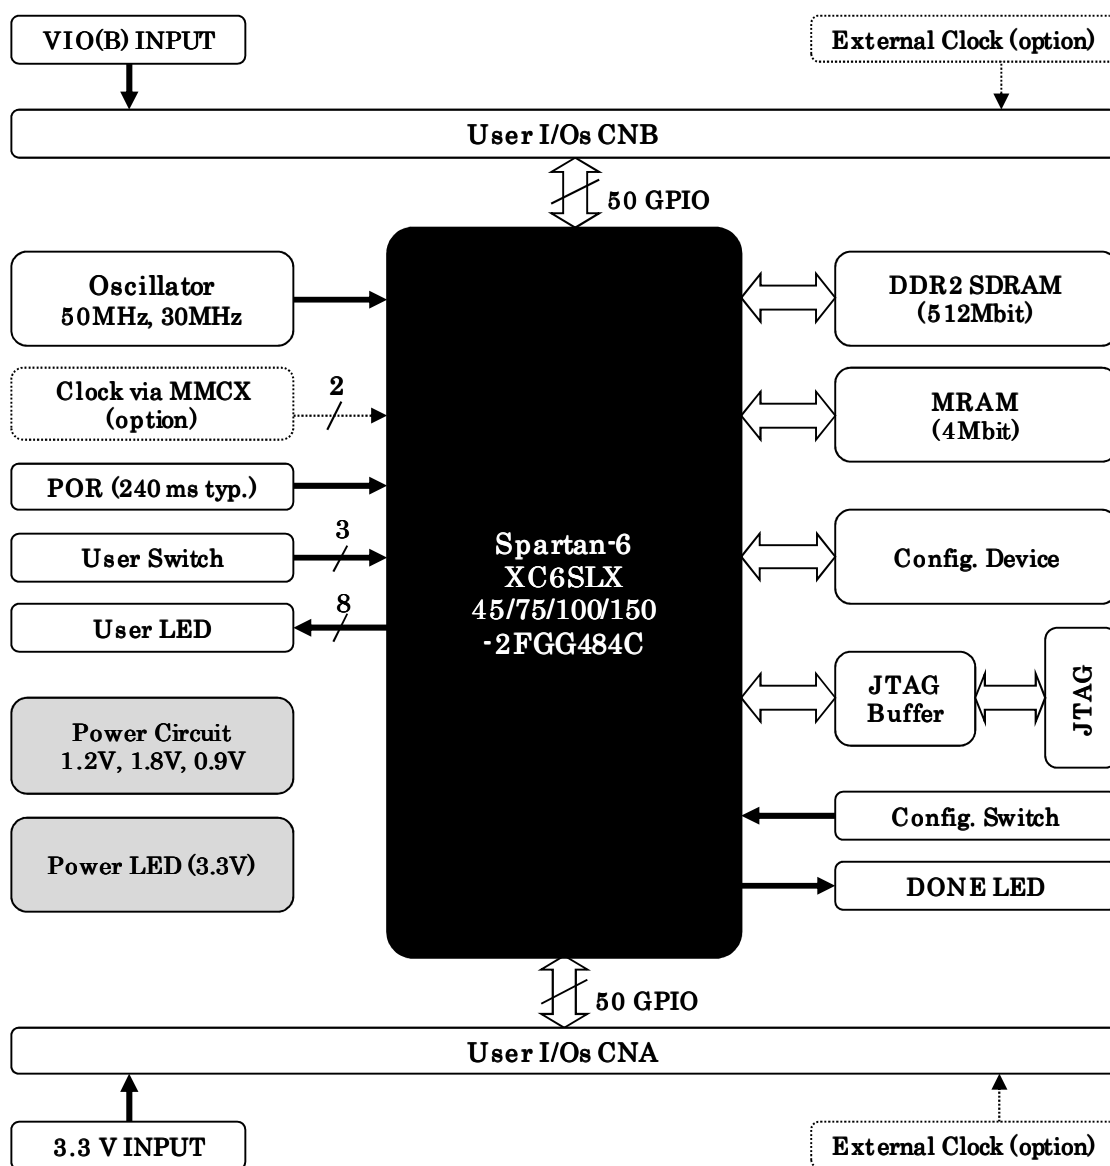 VIO(B) INPUT
External Clock (option)
User I/Os CNB
50 GPIO
Oscillator
50MHz, 30MHz
DDR2 SDRAM
(512Mbit)
Clock via MMCX
(option)
2
MRAM
(4Mbit)
POR (240 ms typ.)
User Switch
3
User LED
8
Spartan-6
XC6SLX
45/75/100/150
-2FGG484C
Config. Device
JTAG
Buffer
JTAG
Power Circuit
1.2V, 1.8V, 0.9V
Power LED (3.3V)
Config. Switch
DONE LED
50 GPIO
User I/Os CNA
3.3 V INPUT
External Clock (option)